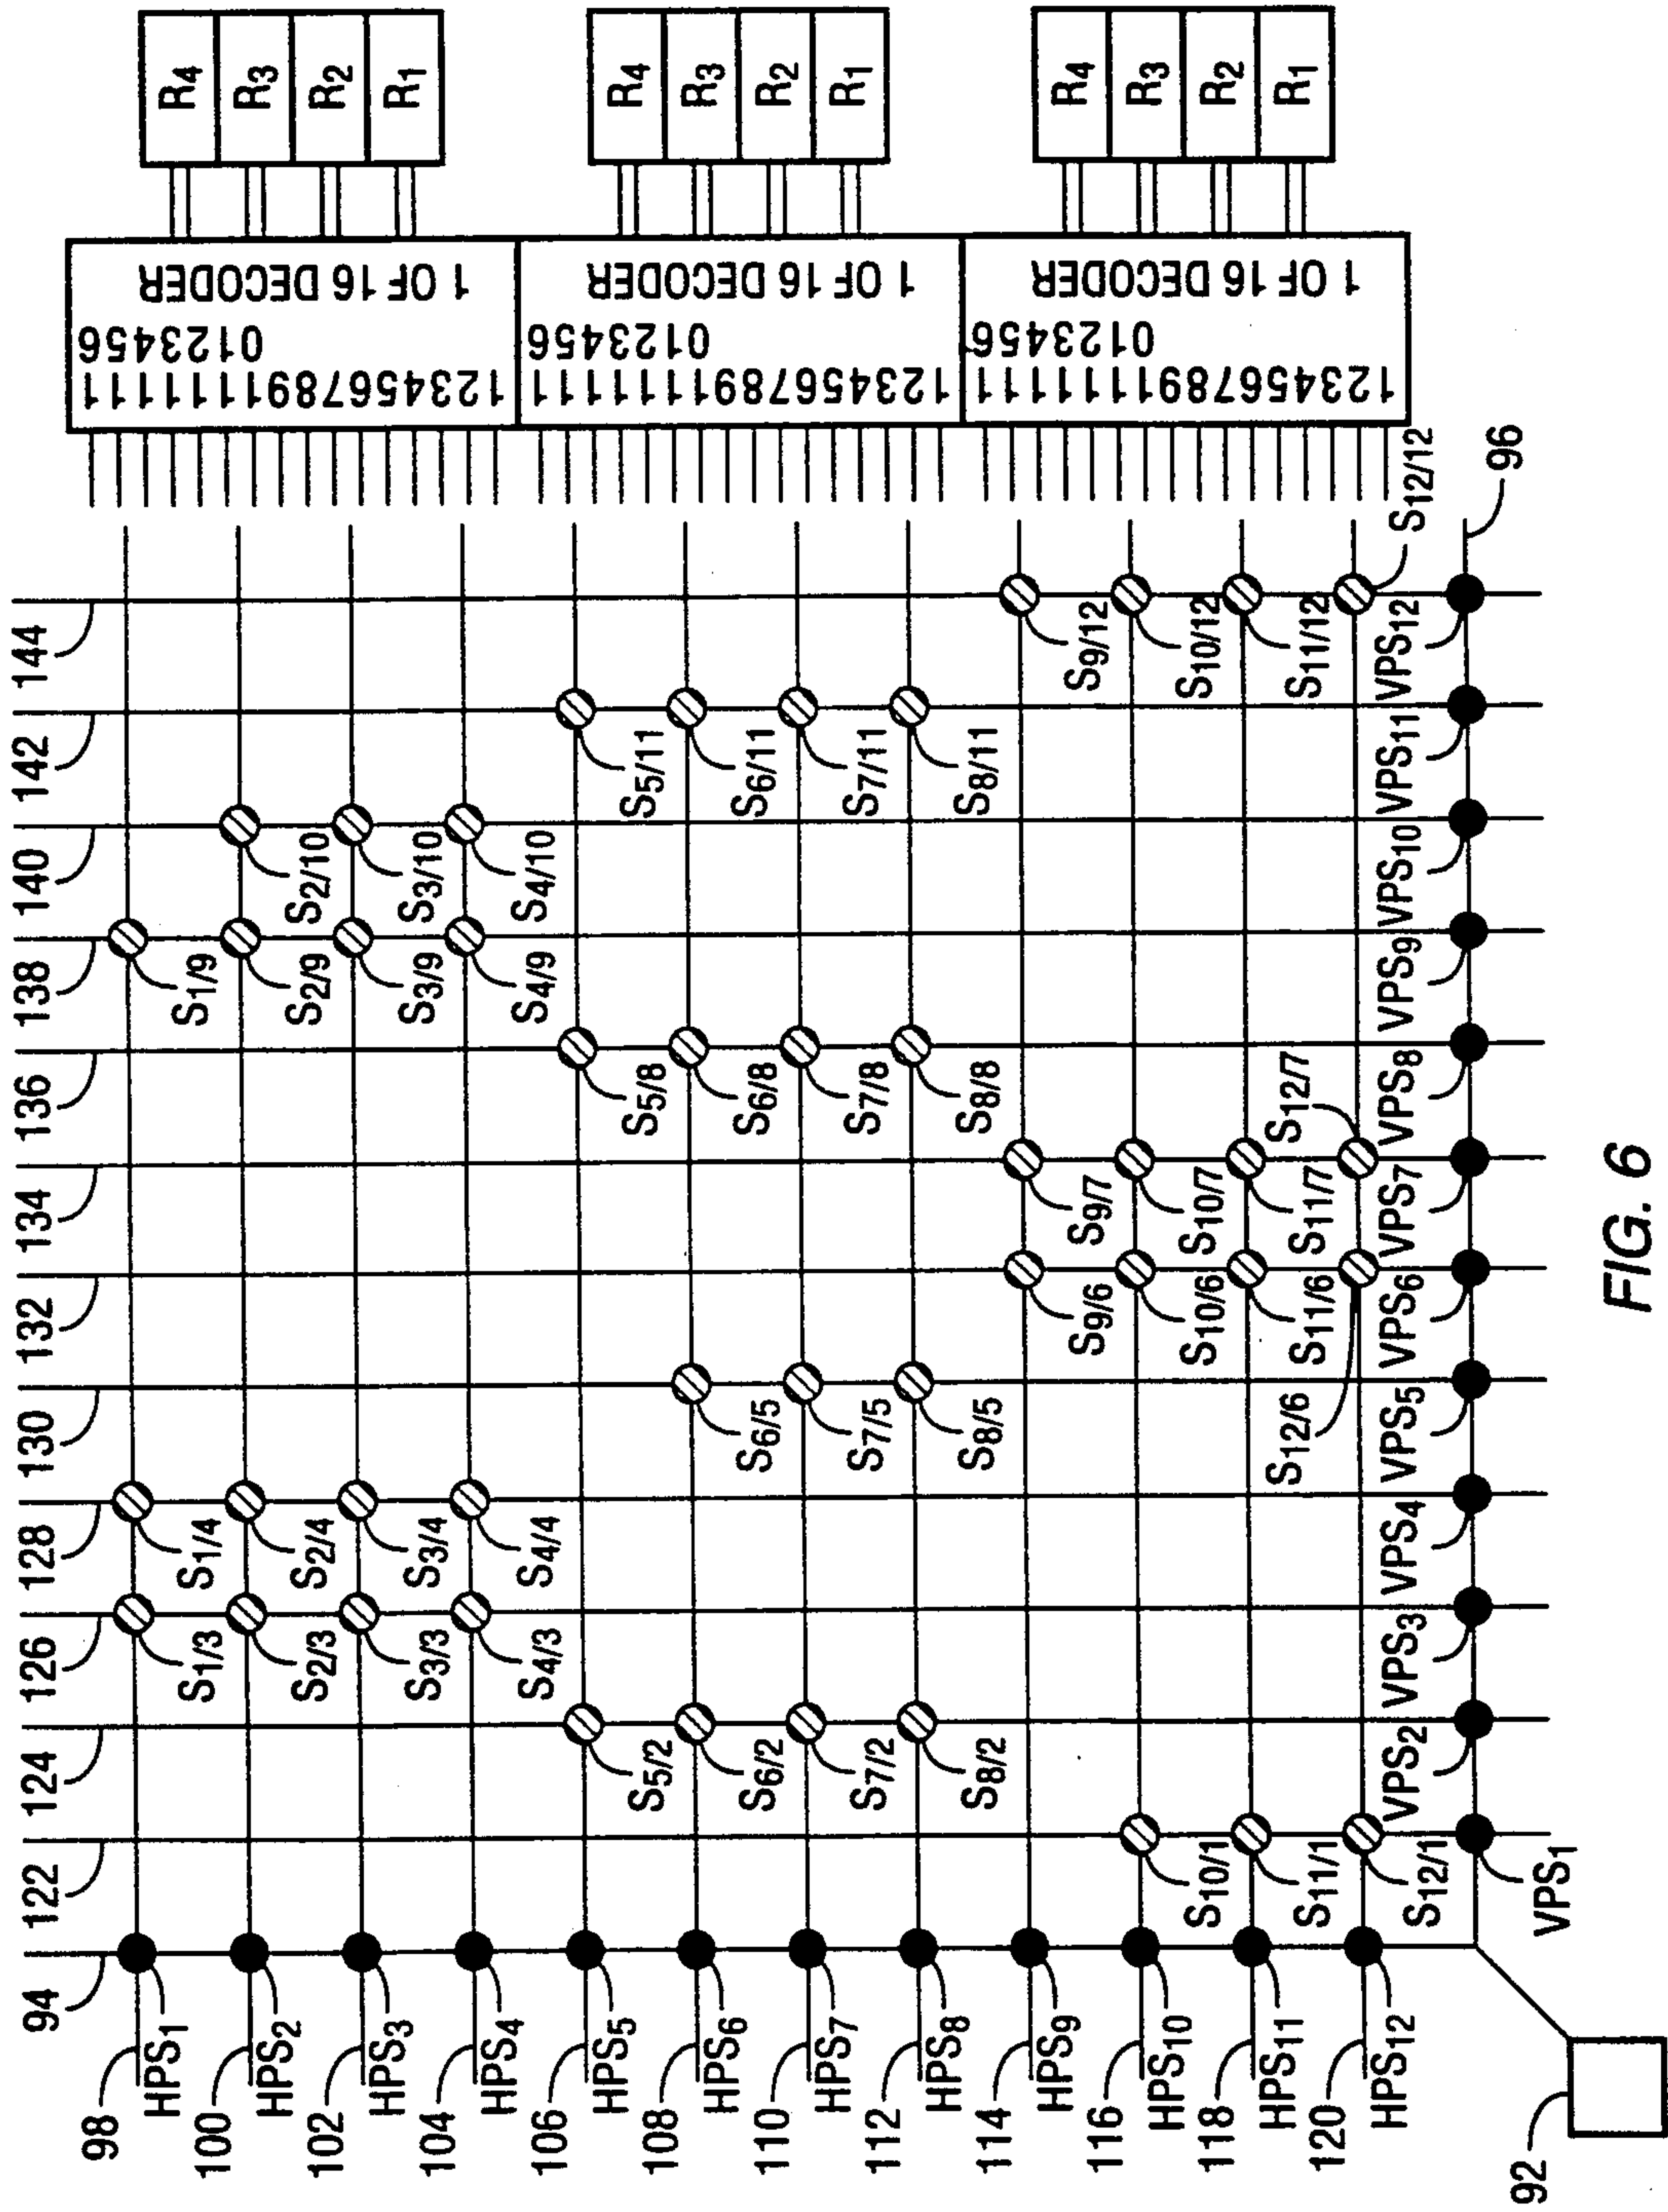 94 122 124 126 128 130 132 134 136 138 140 142 144
98
HPS1
S1/3 S1/4 S1/9
100
HPS2
S2/3 S2/4 S2/9 S2/10
102
HPS3
S3/3 S3/4 S3/9 S3/10
104
HPS4
S4/3 S4/4 S4/9 S4/10
106
HPS5
S5/2 S5/8 S5/11
108
HPS6
S6/2 S6/5 S6/8 S6/11
110
HPS7
S7/2 S7/5 S7/8 S7/11
112
HPS8
S8/2 S8/5 S8/8 S8/11
114
HPS9
S9/6 S9/7 S9/12
116
HPS10
S10/1 S10/6 S10/7 S10/12
118
HPS11
S11/1 S11/6 S11/7 S11/12
120
HPS12
S12/1 S12/6 S12/7 S12/12
VPS1 VPS2 VPS3 VPS4 VPS5 VPS6 VPS7 VPS8 VPS9 VPS10 VPS11 VPS12
92
96
1234567891111111
0123456
1 OF 16 DECODER
R4
R3
R2
R1
1234567891111111
0123456
1 OF 16 DECODER
R4
R3
R2
R1
1234567891111111
0123456
1 OF 16 DECODER
R4
R3
R2
R1
FIG. 6